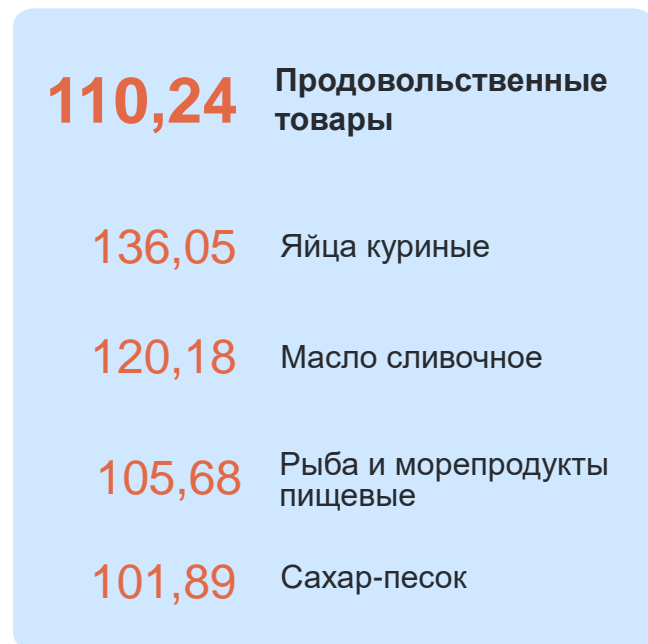 110,24 Продовольственные
товары
136,05 Яйца куриные
120,18 Масло сливочное
105,68 Рыба и морепродукты
пищевые
101,89 Сахар-песок